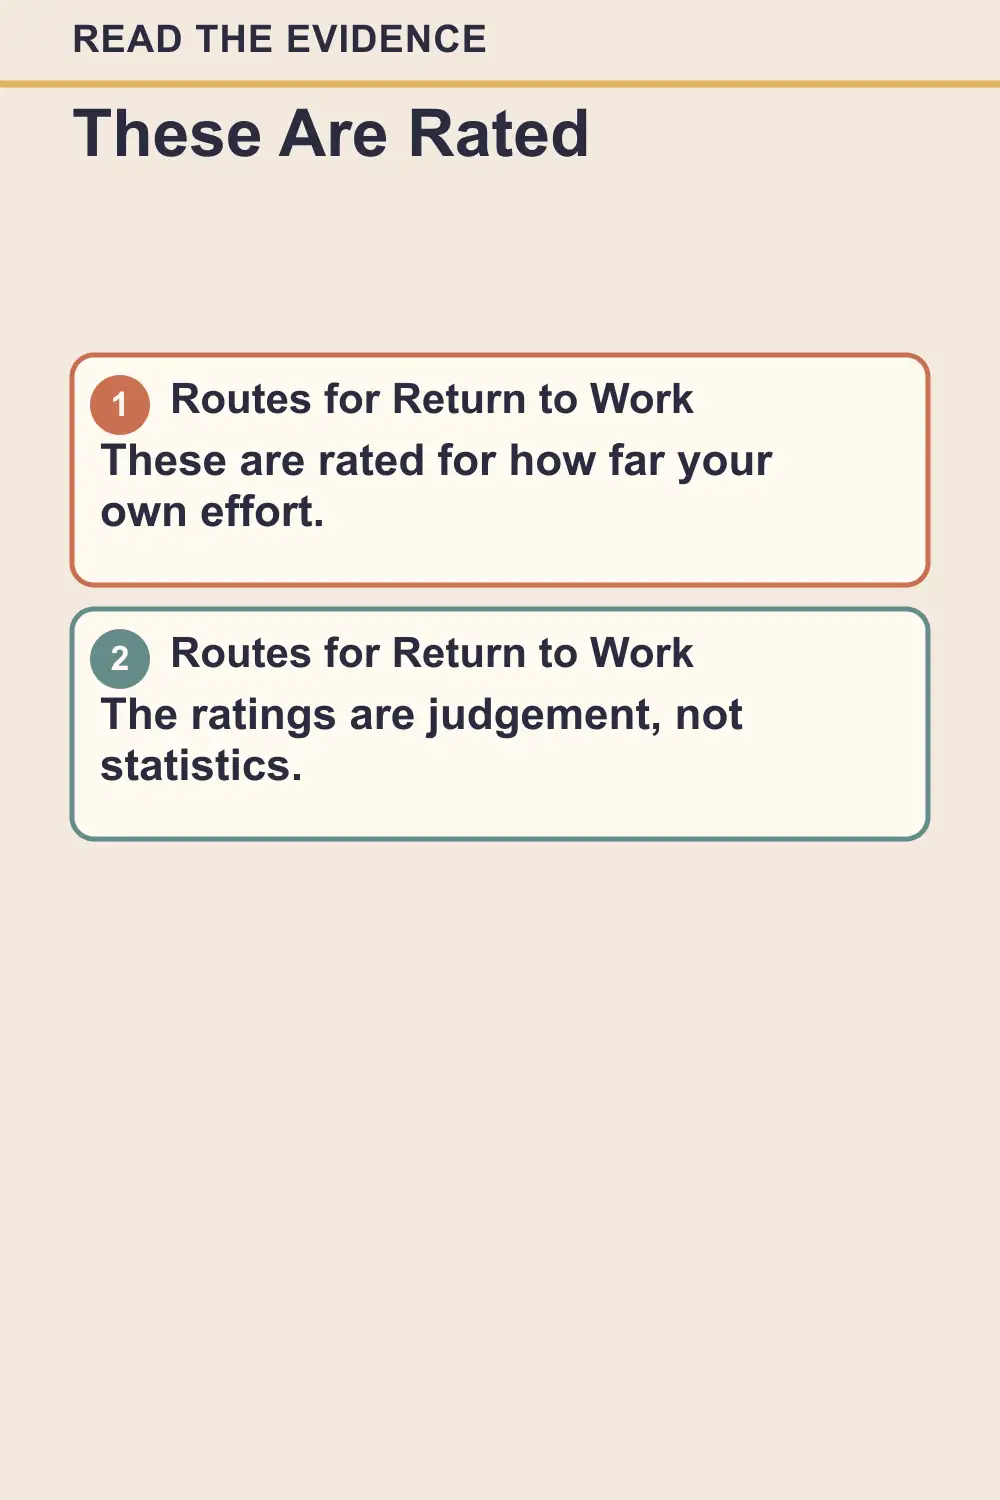 READ THE EVIDENCE
These Are Rated
1 Routes for Return to Work
These are rated for how far your
own effort.
2 Routes for Return to Work
The ratings are judgement, not
statistics.